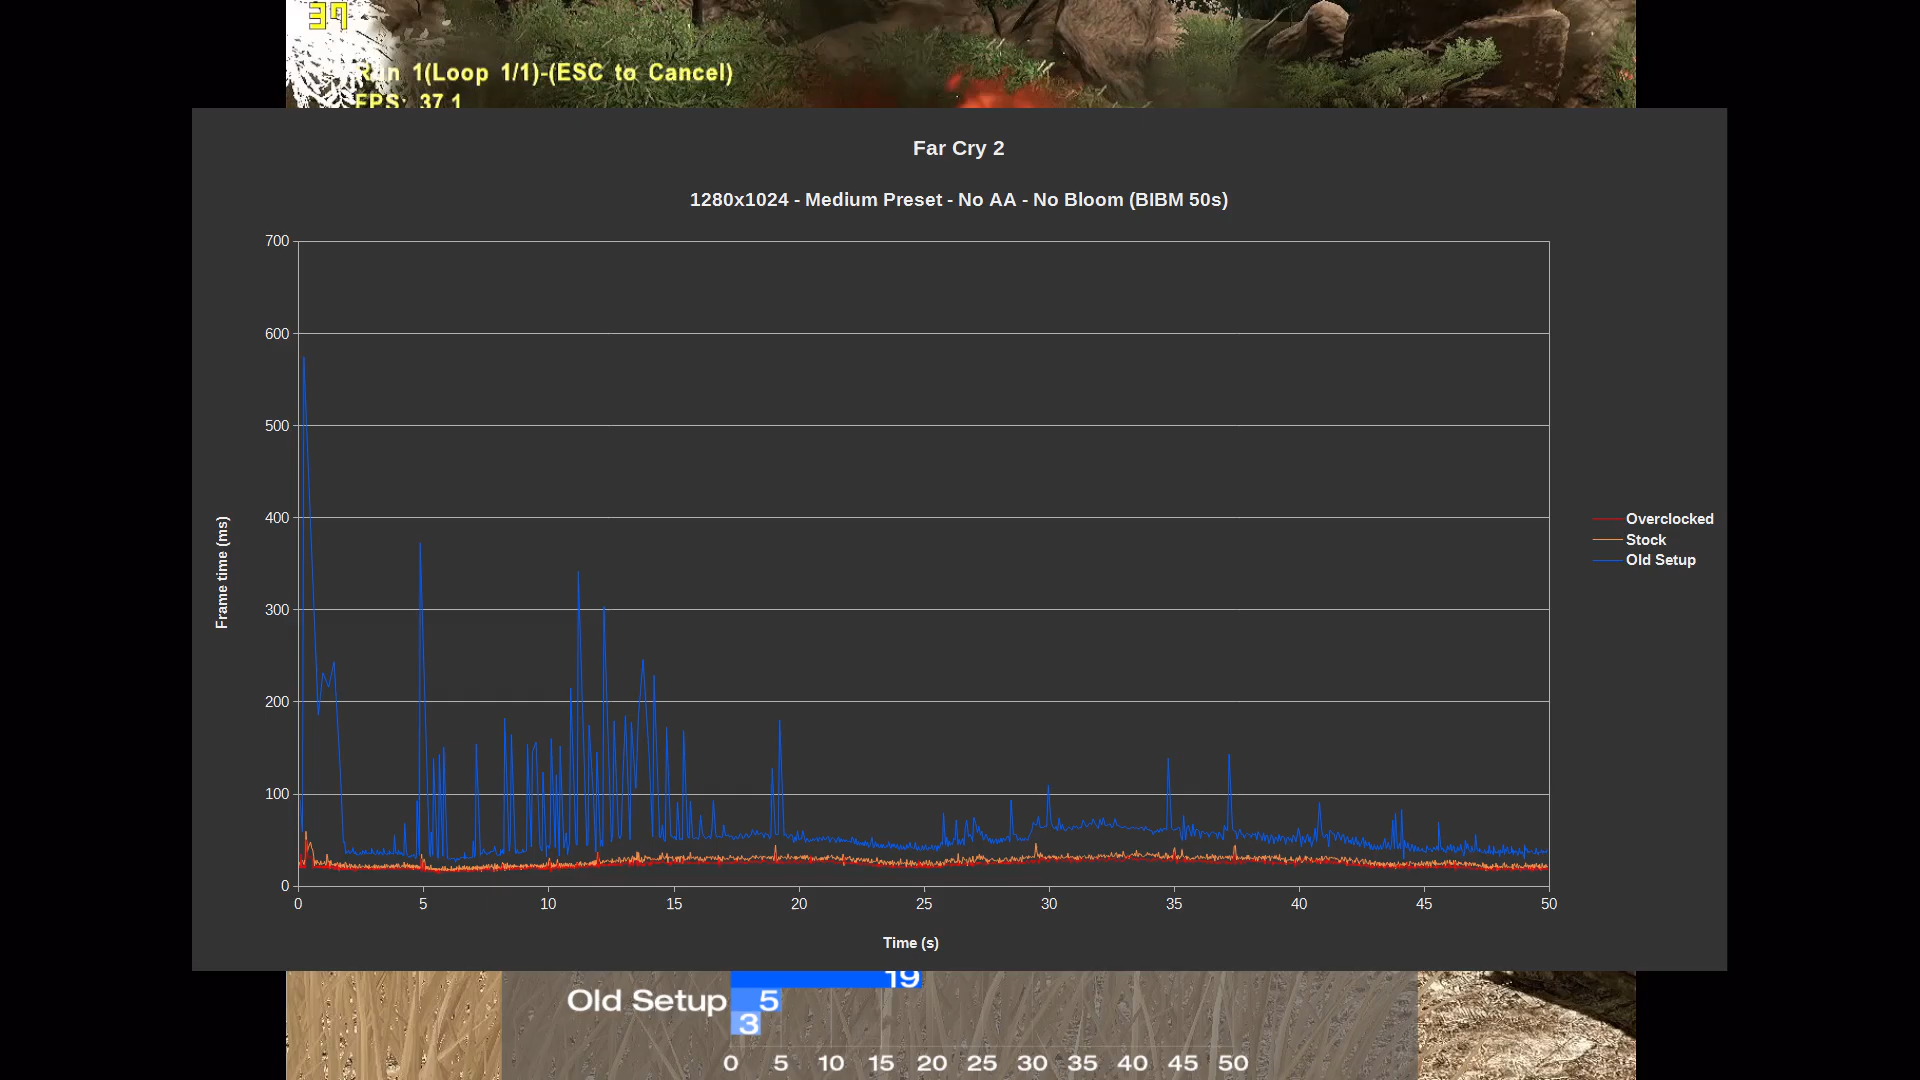 37
Run 1(Loop 1/1)-(ESC to Cancel)
FPS: 37.1
Far Cry 2
1280x1024 - Medium Preset - No AA - No Bloom (BIBM 50s)
700
600
500
400
300
200
100
0
Frame time (ms)
0 5 10 15 20 25 30 35 40 45 50
Time (s)
Overclocked
Stock
Old Setup
19
Old Setup 5
3
0 5 10 15 20 25 30 35 40 45 50